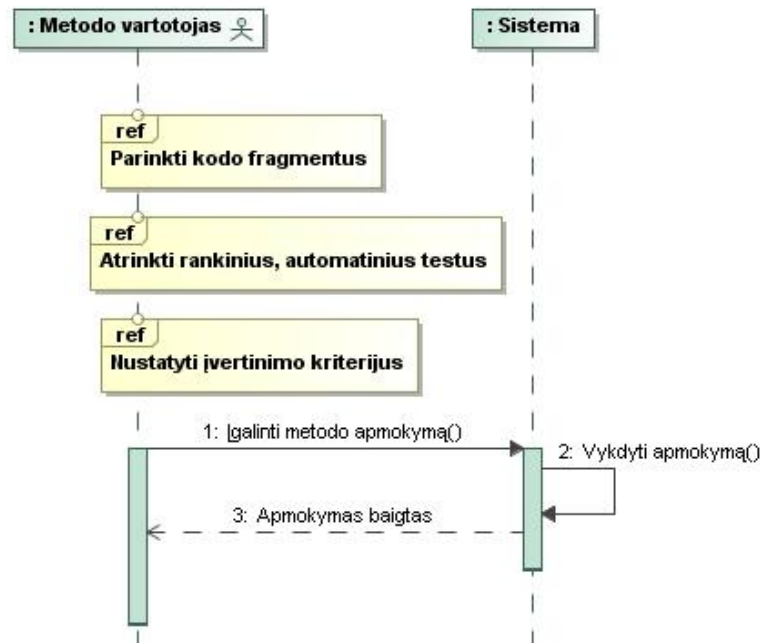 : Metodo vartotojas
: Sistema
ref
Parinkti kodo fragmentus
ref
Atrinkti rankinius, automatinius testus
ref
Nustatyti įvertinimo kriterijus
1: Įgalinti metodo apmokymą()
2: Vykdyti apmokymą()
3: Apmokymas baigtas